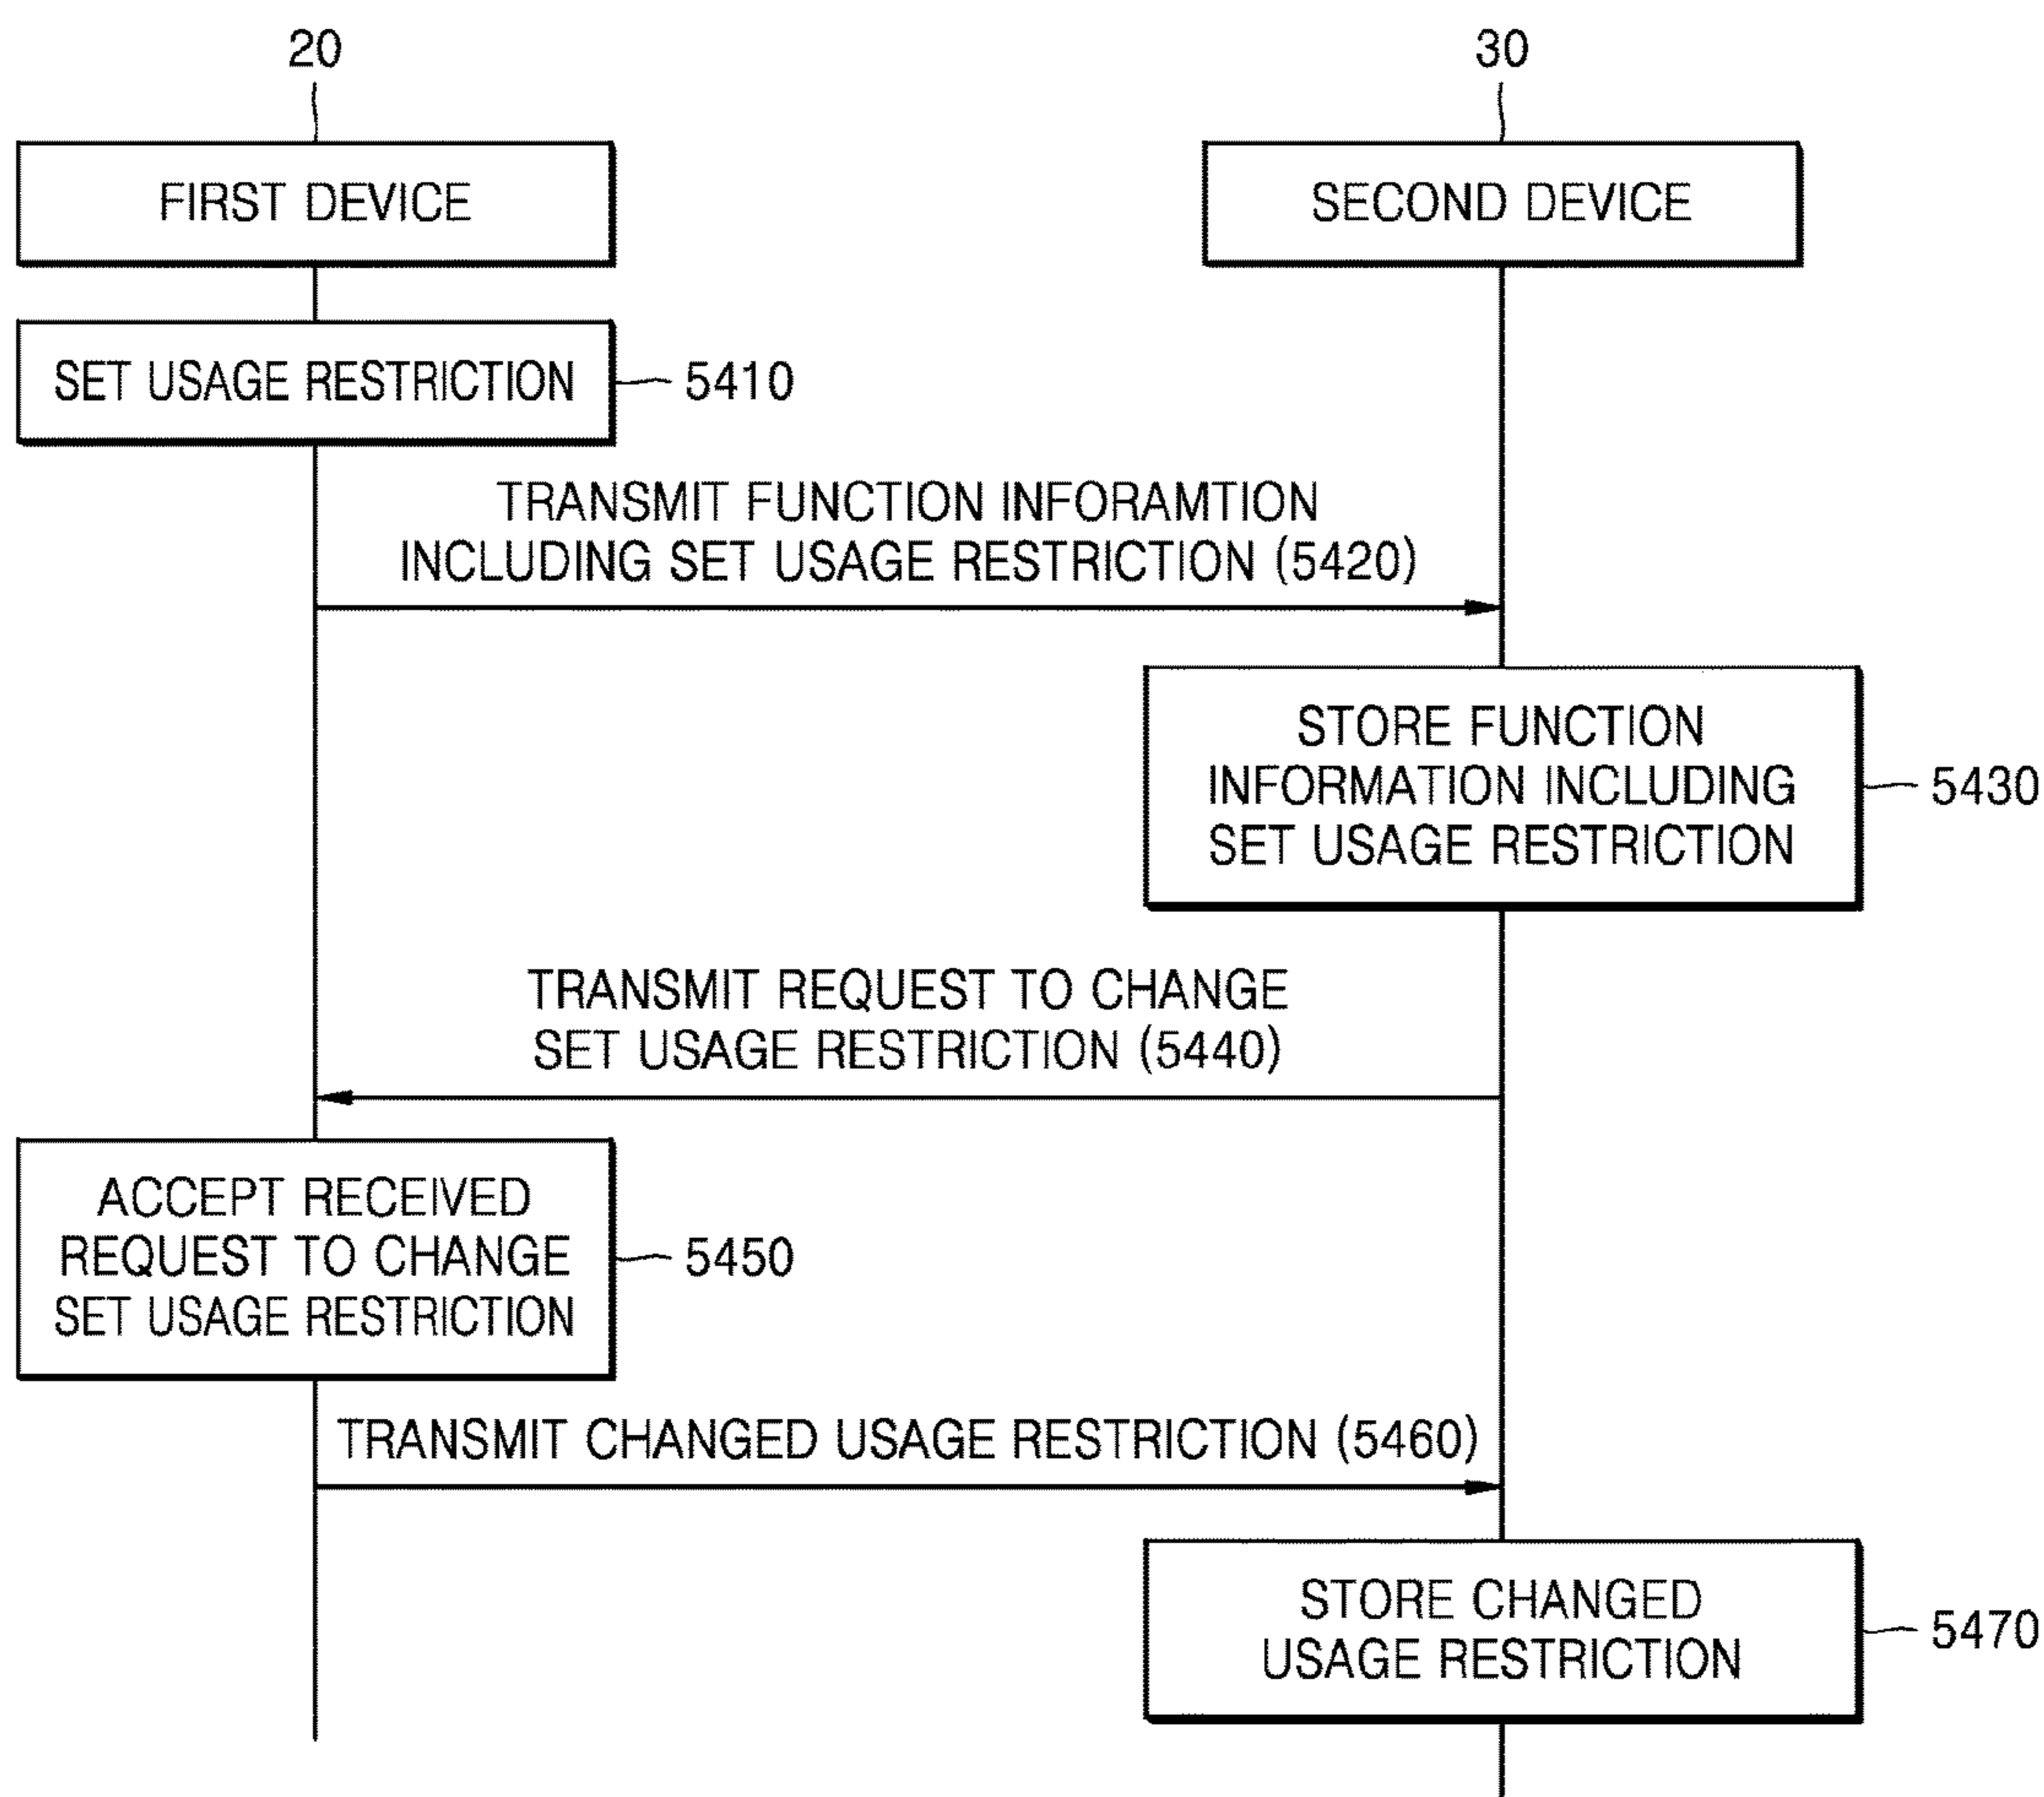 20
30
FIRST DEVICE
SECOND DEVICE
SET USAGE RESTRICTION
5410
TRANSMIT FUNCTION INFORAMTION
INCLUDING SET USAGE RESTRICTION (5420)
STORE FUNCTION
INFORMATION INCLUDING
SET USAGE RESTRICTION
5430
TRANSMIT REQUEST TO CHANGE
SET USAGE RESTRICTION (5440)
ACCEPT RECEIVED
REQUEST TO CHANGE
SET USAGE RESTRICTION
5450
TRANSMIT CHANGED USAGE RESTRICTION (5460)
STORE CHANGED
USAGE RESTRICTION
5470